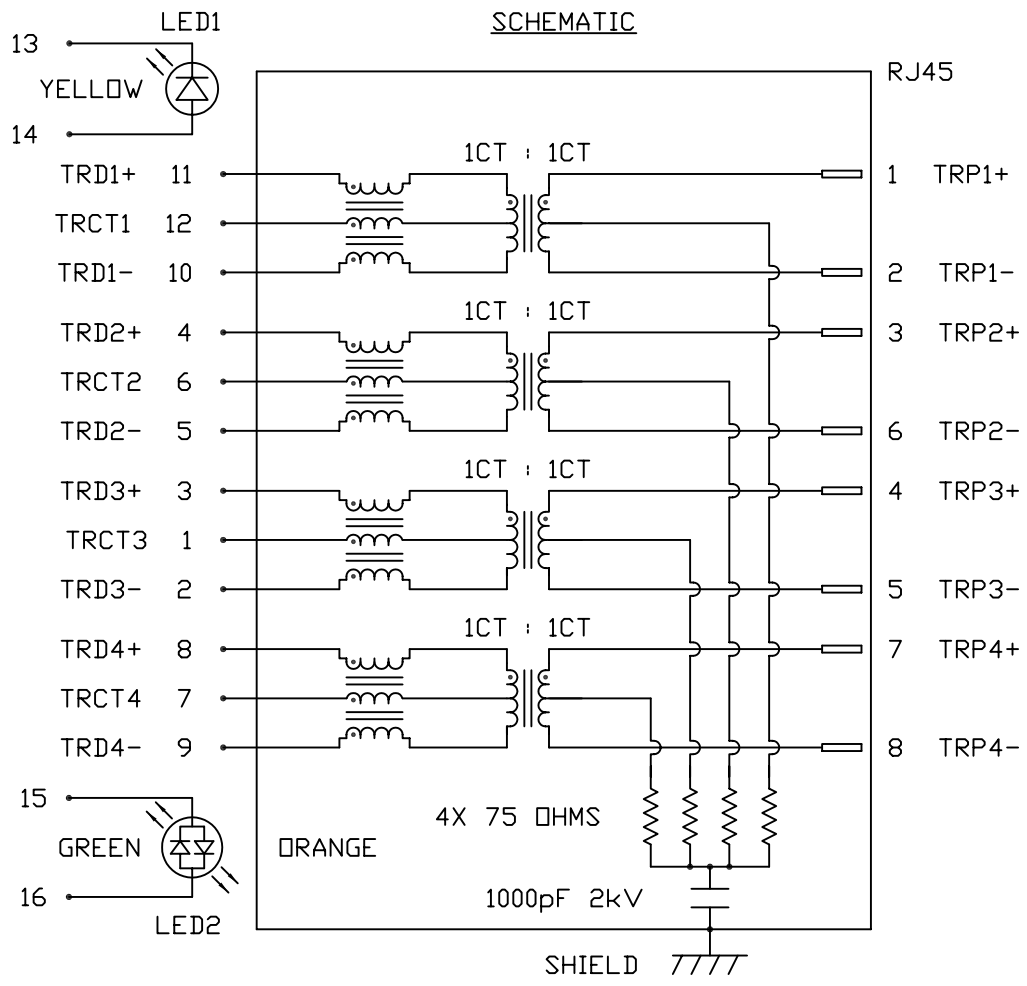 LED1
SCHEMATIC
13
RJ45
YELLOW
14
1CT : 1CT
TRD1+ 11 1 TRP1+
TRCT1 12
TRD1- 10 2 TRP1-
1CT : 1CT
TRD2+ 4 3 TRP2+
TRCT2 6
TRD2- 5 6 TRP2-
1CT : 1CT
TRD3+ 3 4 TRP3+
TRCT3 1
TRD3- 2 5 TRP3-
1CT : 1CT
TRD4+ 8 7 TRP4+
TRCT4 7
TRD4- 9 8 TRP4-
15
4X 75 OHMS
GREEN ORANGE
16
1000pF 2kV
LED2
SHIELD